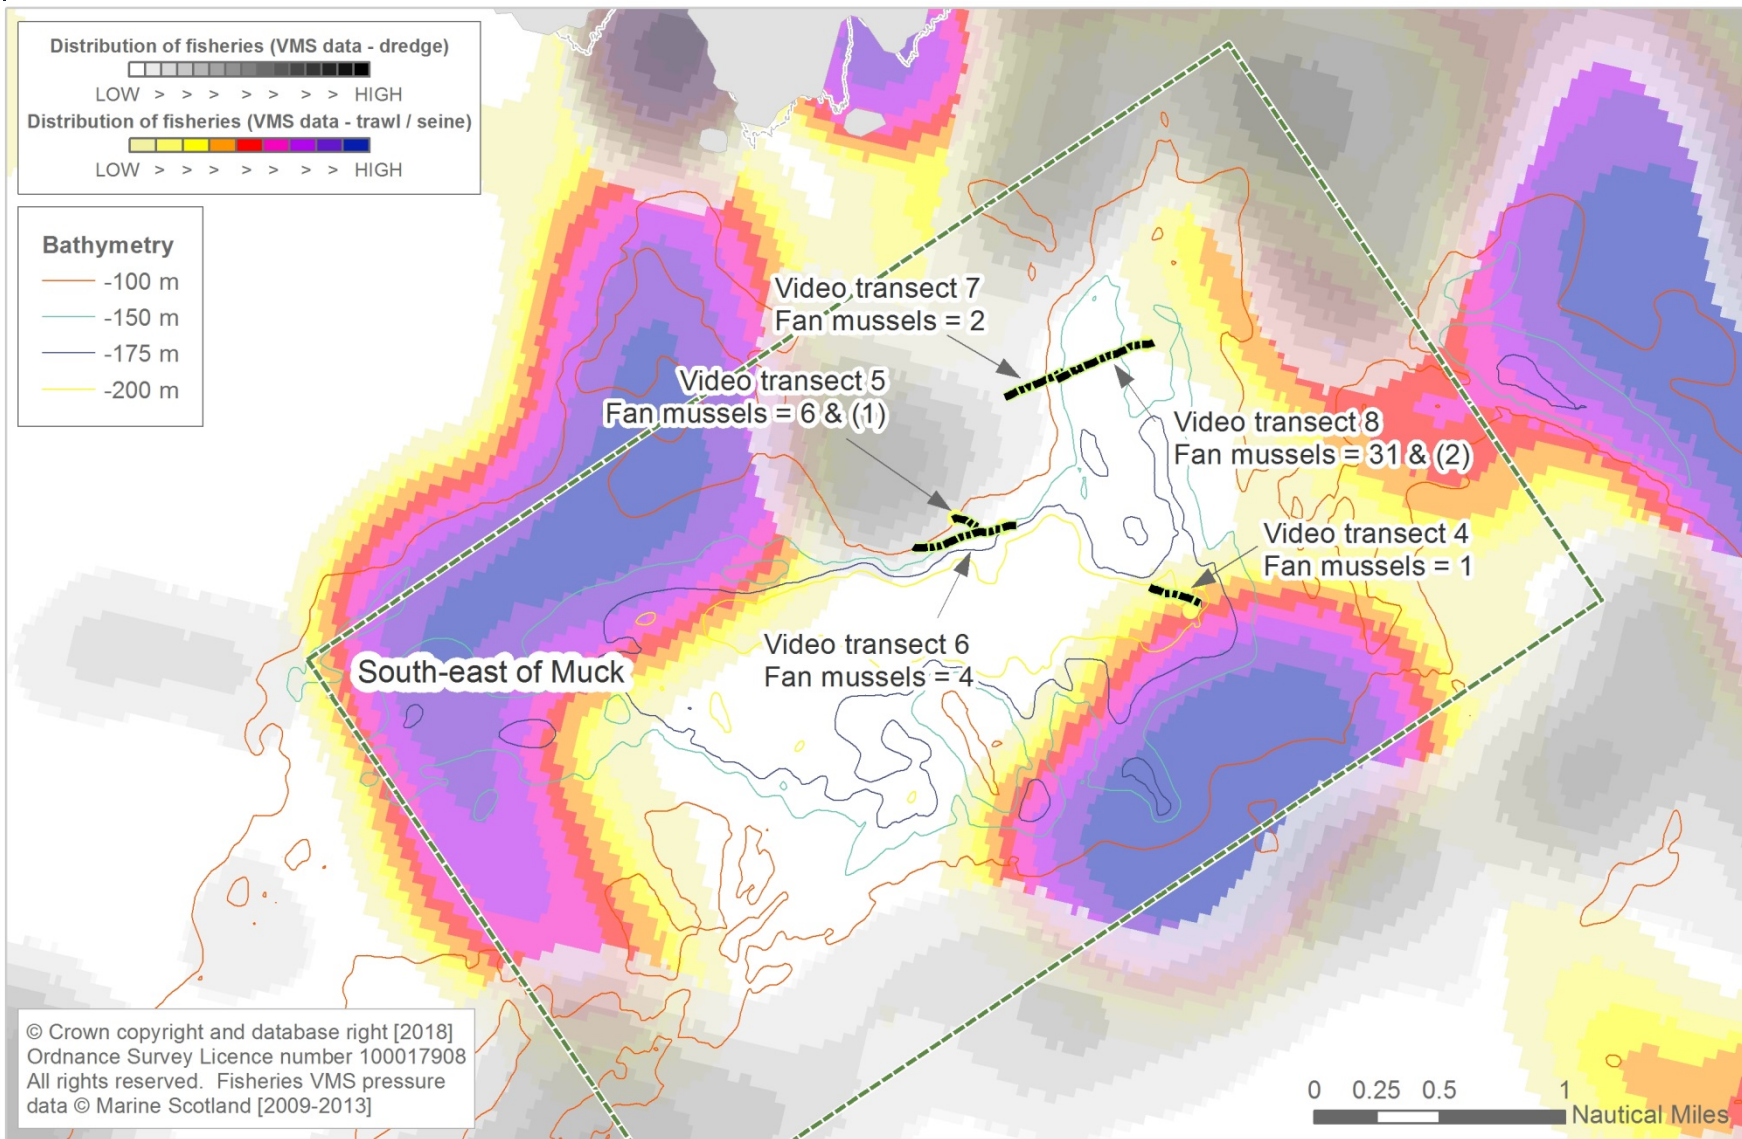 Distribution of fisheries (VMS data - dredge)
LOW > > > > > > > HIGH
Distribution of fisheries (VMS data - trawl / seine)
LOW > > > > > > > HIGH
Bathymetry
-100 m
-150 m
-175 m
-200 m
Video transect 7
Fan mussels = 2
Video transect 5
Fan mussels = 6 & (1)
Video transect 8
Fan mussels = 31 & (2)
Video transect 4
Fan mussels = 1
Video transect 6
Fan mussels = 4
South-east of Muck
© Crown copyright and database right [2018]
Ordnance Survey Licence number 100017908
All rights reserved. Fisheries VMS pressure
data © Marine Scotland [2009-2013]
0 0.25 0.5 1
Nautical Miles